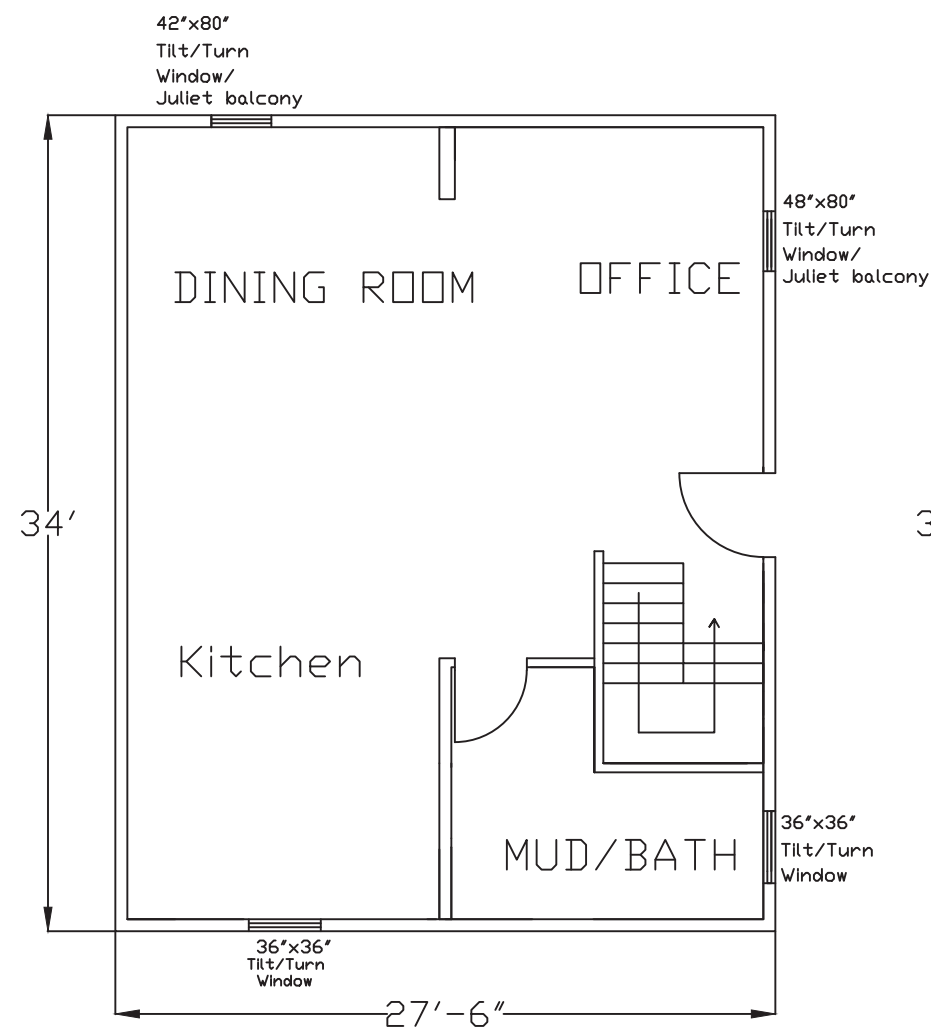 42"x80"
Tilt/Turn
Window/
Juliet balcony
48"x80"
Tilt/Turn
Window/
Juliet balcony
DINING ROOM
OFFICE
34'
3
Kitchen
36"x36"
Tilt/Turn
Window
MUD/BATH
36"x36"
Tilt/Turn
Window
27'-6"